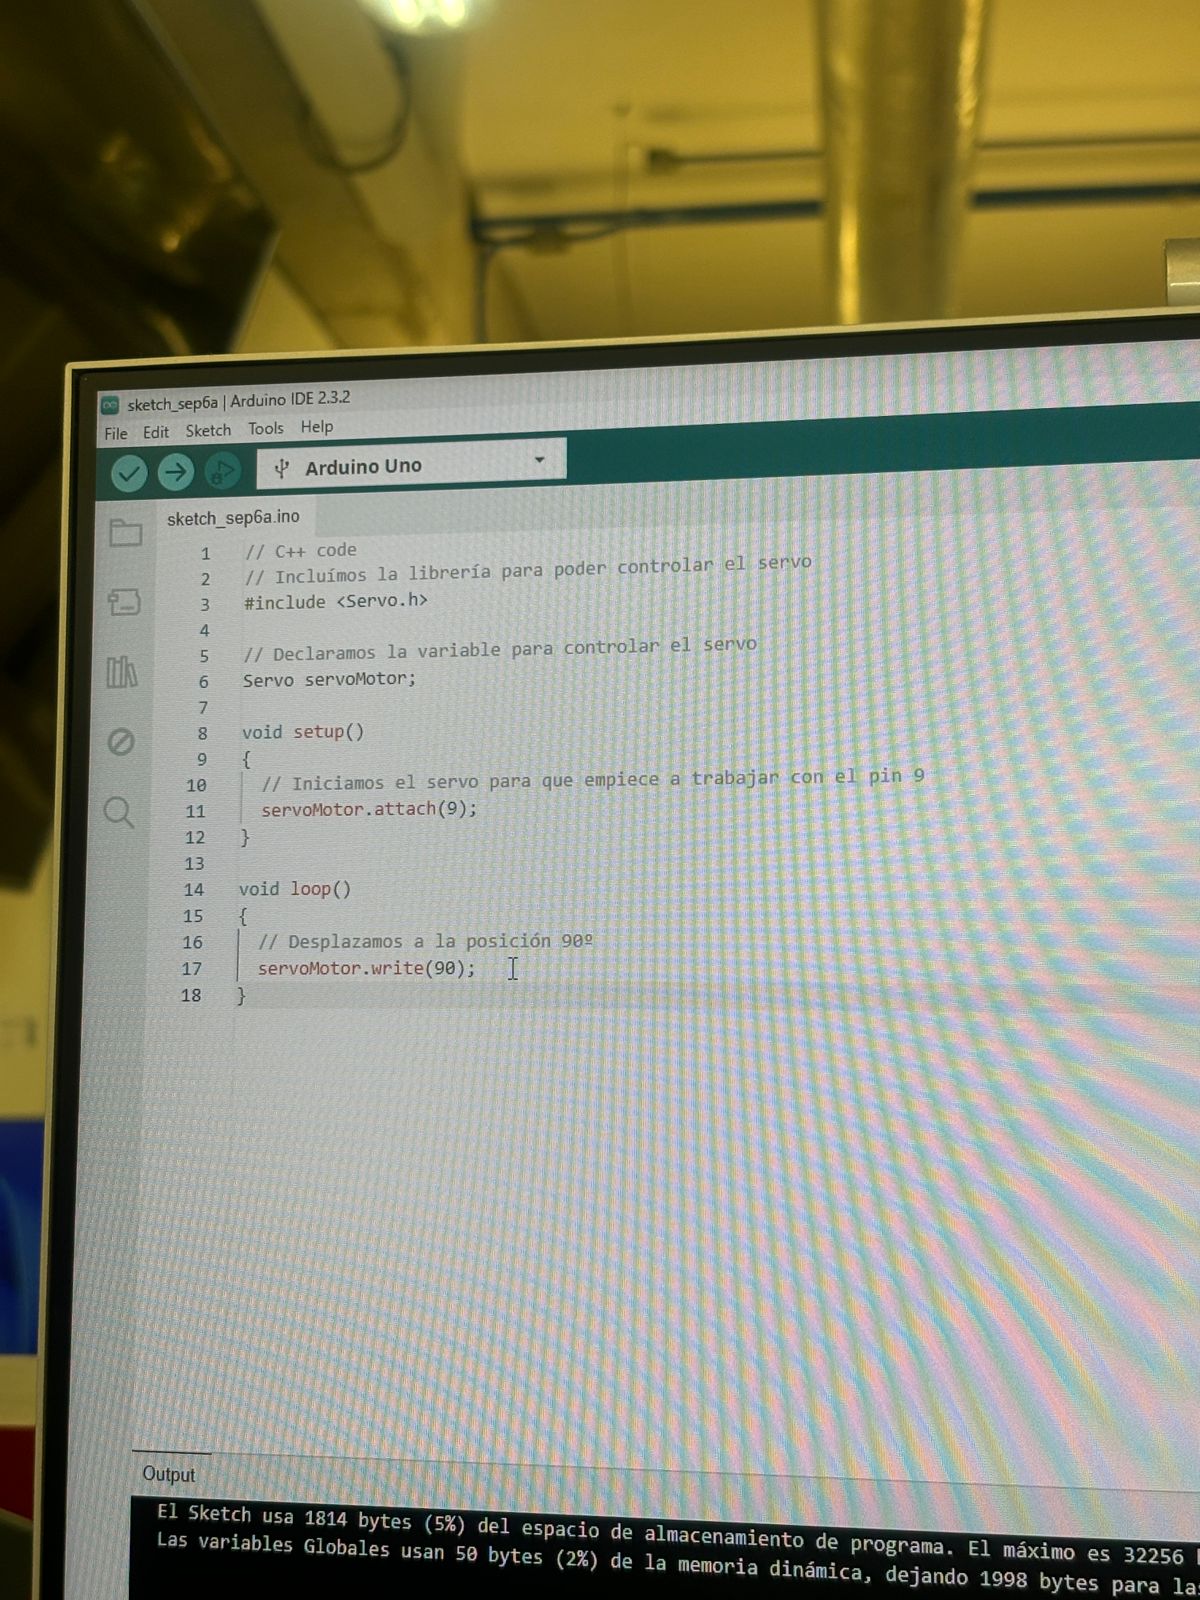 sketch_sep6a | Arduino IDE 2.3.2
File Edit Sketch Tools Help
Arduino Uno
sketch_sep6a.ino
1 // C++ code
2 // Incluímos la librería para poder controlar el servo
3 #include <Servo.h>
4
5 // Declaramos la variable para controlar el servo
6 Servo servoMotor;
7
8 void setup()
9 {
10 // Iniciamos el servo para que empiece a trabajar con el pin 9
11 servoMotor.attach(9);
12 }
13
14 void loop()
15 {
16 // Desplazamos a la posición 90º
17 servoMotor.write(90);
18 }
Output
El Sketch usa 1814 bytes (5%) del espacio de almacenamiento de programa. El máximo es 32256
Las variables Globales usan 50 bytes (2%) de la memoria dinámica, dejando 1998 bytes para